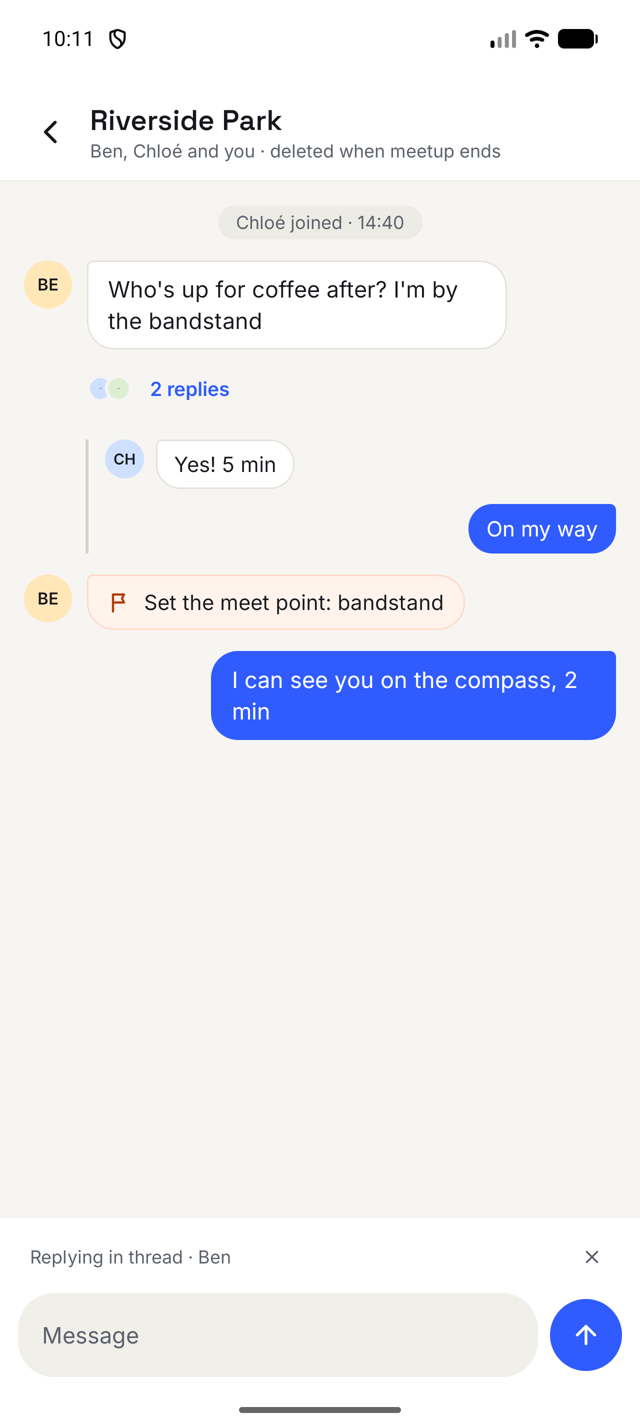 10:11
Riverside Park
Ben, Chloé and you · deleted when meetup ends
Chloé joined · 14:40
BE
Who's up for coffee after? I'm by
the bandstand
2 replies
CH
Yes! 5 min
On my way
BE
Set the meet point: bandstand
I can see you on the compass, 2
min
Replying in thread · Ben
Message